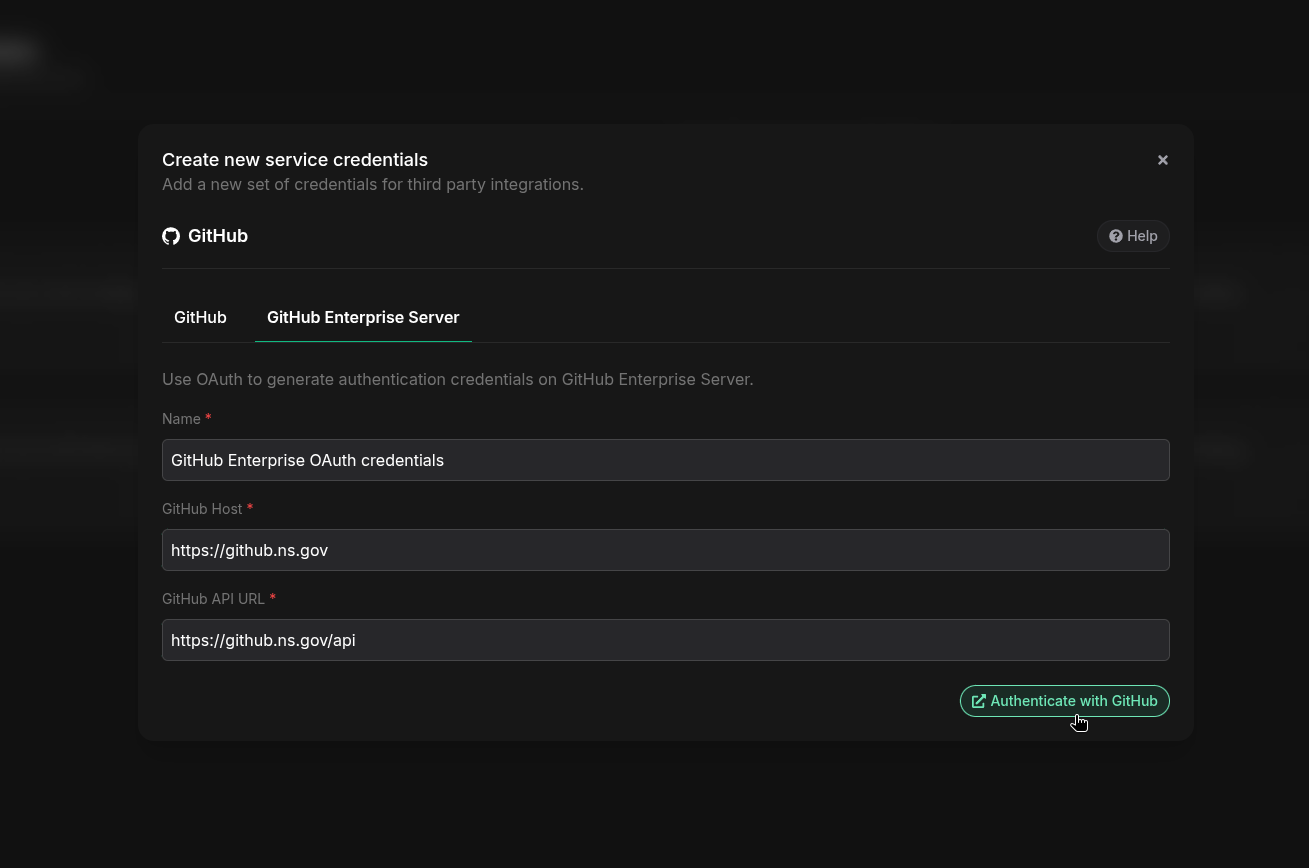 Create new service credentials
Add a new set of credentials for third party integrations.
GitHub
Help
GitHub
GitHub Enterprise Server
Use OAuth to generate authentication credentials on GitHub Enterprise Server.
Name *
GitHub Enterprise OAuth credentials
GitHub Host *
https://github.ns.gov
GitHub API URL *
https://github.ns.gov/api
Authenticate with GitHub